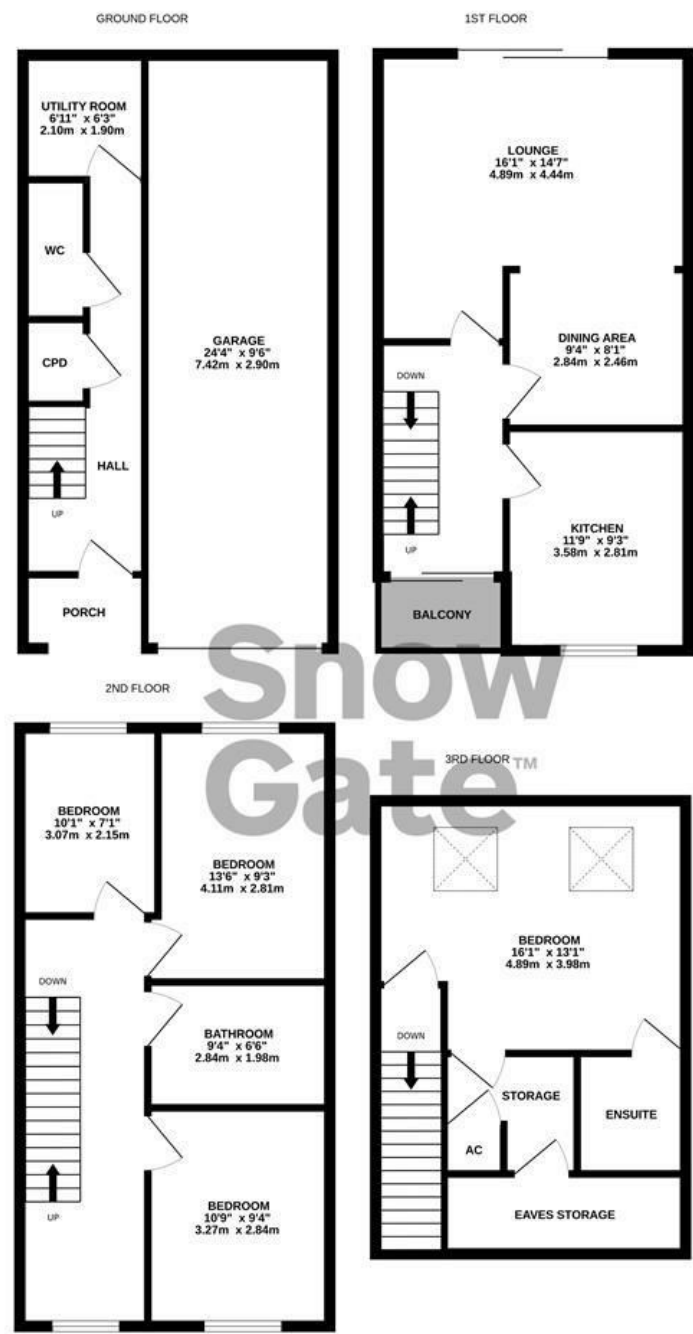 GROUND FLOOR
UTILITY ROOM
6'11" x 6'3"
2.10m x 1.90m
WC
CPD
GARAGE
24'4" x 9'6"
7.42m x 2.90m
HALL
UP
PORCH
1ST FLOOR
LOUNGE
16'1" x 14'7"
4.89m x 4.44m
DINING AREA
9'4" x 8'1"
2.84m x 2.46m
DOWN
KITCHEN
11'9" x 9'3"
3.58m x 2.81m
UP
BALCONY
Snow
Gate™
2ND FLOOR
BEDROOM
10'1" x 7'1"
3.07m x 2.15m
BEDROOM
13'6" x 9'3"
4.11m x 2.81m
DOWN
BATHROOM
9'4" x 6'6"
2.84m x 1.98m
BEDROOM
10'9" x 9'4"
3.27m x 2.84m
UP
3RD FLOOR
BEDROOM
16'1" x 13'1"
4.89m x 3.98m
DOWN
STORAGE
ENSUITE
AC
EAVES STORAGE